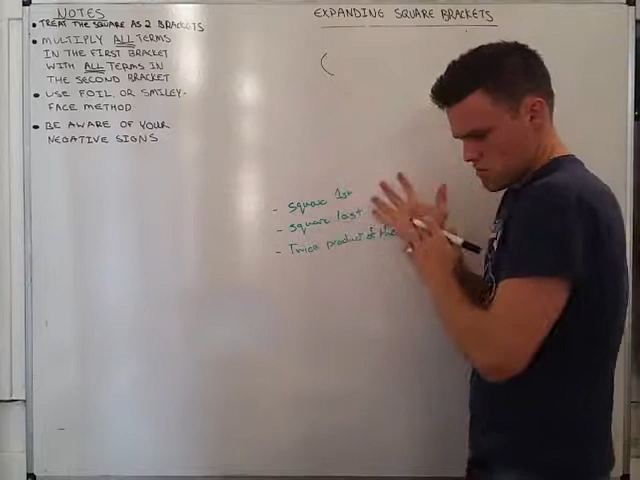 NOTES
• TREAT THE SQUARE AS 2 BRACKETS
• MULTIPLY ALL TERMS
IN THE FIRST BRACKET
WITH ALL TERMS IN
THE SECOND BRACKET
• USE FOIL OR SMILEY-
FACE METHOD
• BE AWARE OF YOUR
NEGATIVE SIGNS
EXPANDING SQUARE BRACKETS
(
- square 1st
- square last
- Twice product of the